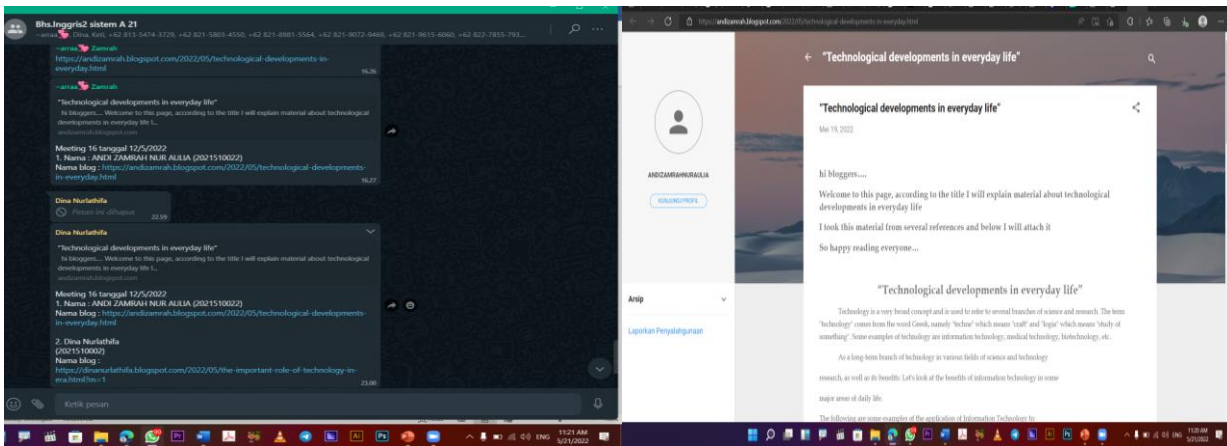 Bhs.Inggris2 sistem A 21
~arraa Zamrah
https://andizamrah.blogspot.com/2022/05/technological-developments-in-
everyday.html
16.26
~arraa Zamrah
"Technological developments in everyday life"
hi bloggers.... Welcome to this page, according to the title I will explain material about technological
developments in everyday life I...
andizamrah.blogspot.com
Meeting 16 tanggal 12/5/2022
1. Nama : ANDI ZAMRAH NUR AULIA (2021510022)
Nama blog : https://andizamrah.blogspot.com/2022/05/technological-developments-
in-everyday.html
16.27
Dina Nurlathifa
Pesan ini dihapus
22.59
Dina Nurlathifa
"Technological developments in everyday life"
hi bloggers.... Welcome to this page, according to the title I will explain material about technological
developments in everyday life I...
andizamrah.blogspot.com
Meeting 16 tanggal 12/5/2022
1. Nama : ANDI ZAMRAH NUR AULIA (2021510022)
Nama blog : https://andizamrah.blogspot.com/2022/05/technological-developments-
in-everyday.html
2. Dina Nurlathifa
(2021510002)
Nama blog :
https://dinanurlathifa.blogspot.com/2022/05/the-important-role-of-technology-in-
era.html?m=1
23.00
Ketik pesan
ENG
11:21 AM
5/21/2022
https://andizamrah.blogspot.com/2022/05/technological-developments-in-everyday.html
"Technological developments in everyday life"
ANDIZAMRAHNURAULIA
KUNJUNGI PROFIL
Arsip
Laporkan Penyalahgunaan
"Technological developments in everyday life"
Mei 19, 2022
hi bloggers....
Welcome to this page, according to the title I will explain material about technological
developments in everyday life
I took this material from several references and below I will attach it
So happy reading everyone...
"Technological developments in everyday life"
Technology is a very broad concept and is used to refer to several branches of science and research. The term
"technology" comes from the word Greek, namely "techne" which means "craft" and "logia" which means "study of
something". Some examples of technology are information technology, medical technology, biotechnology, etc.
As a long-term branch of technology in various fields of science and technology
research, as well as its benefits. Let's look at the benefits of information technology in some
major areas of daily life.
The following are some examples of the application of Information Technology to
ENG
11:20 AM
5/21/2022